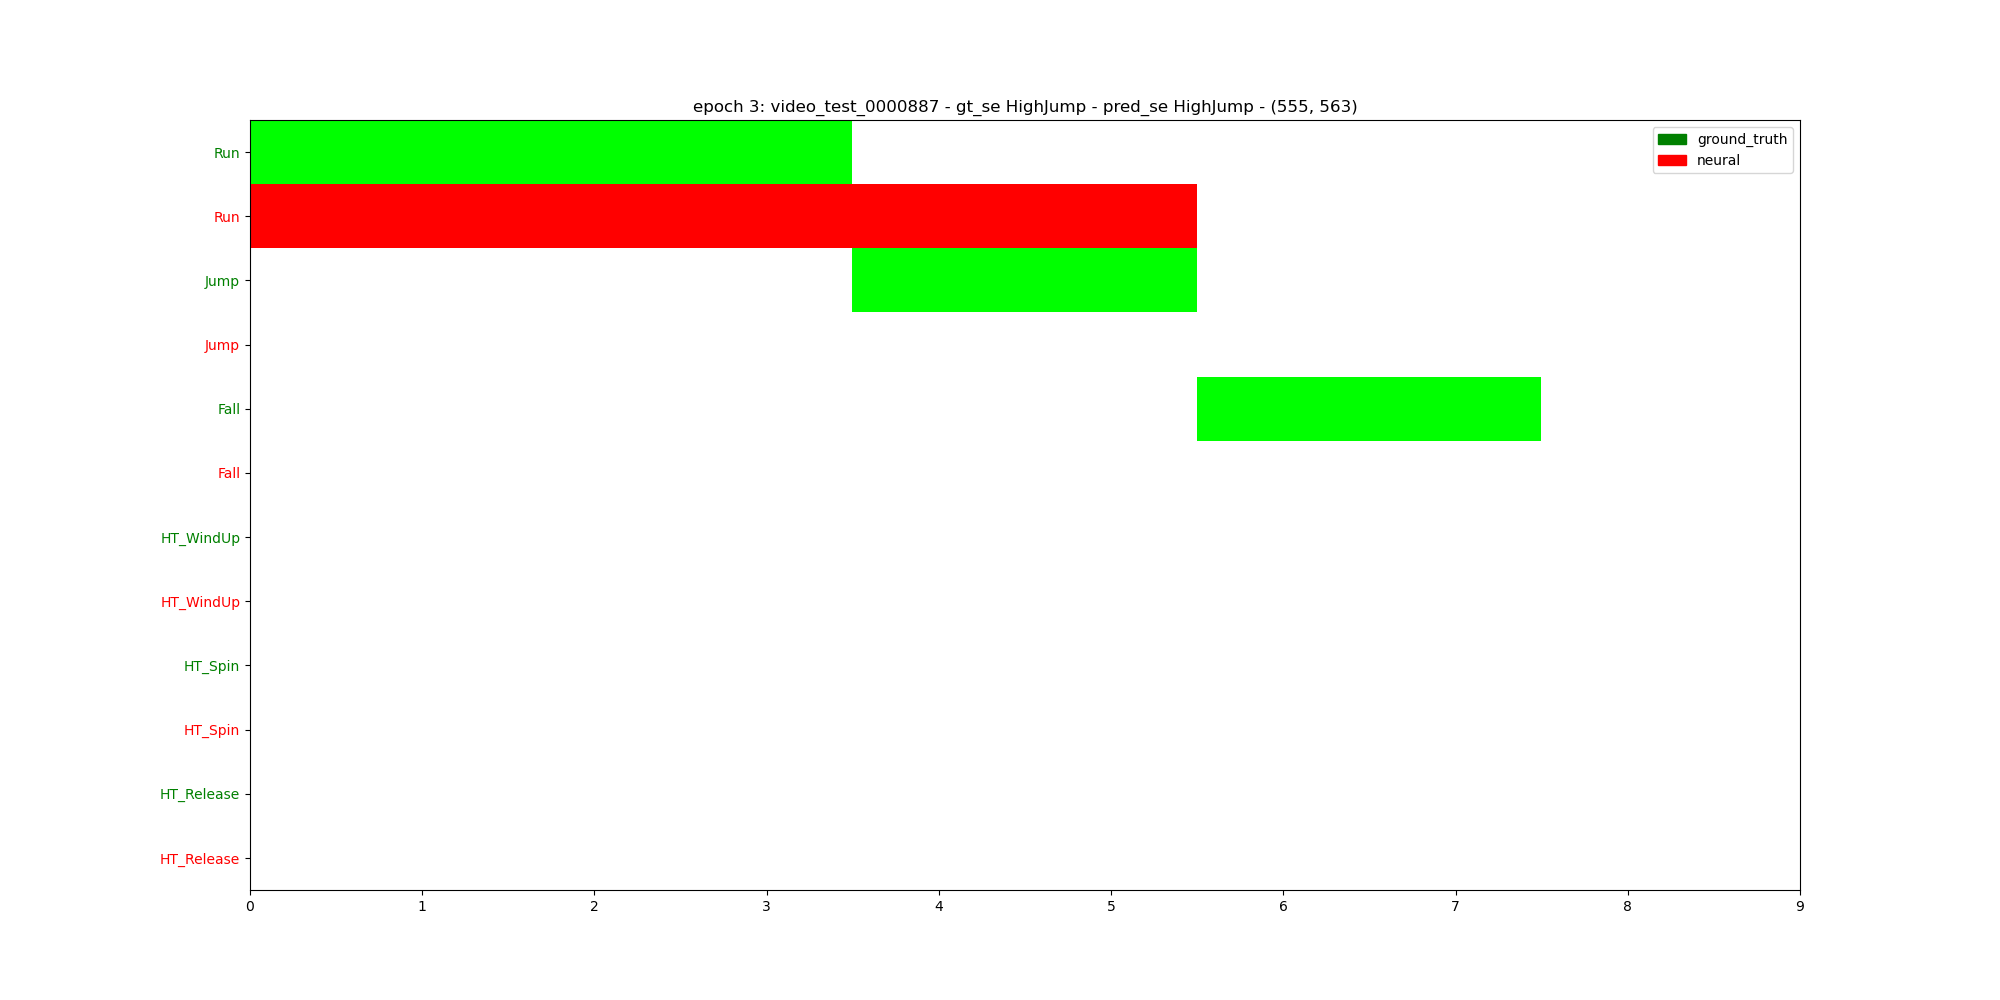 epoch 3: video_test_0000887 - gt_se HighJump - pred_se HighJump - (555, 563)
ground_truth
neural
Run
Run
Jump
Jump
Fall
Fall
HT_WindUp
HT_WindUp
HT_Spin
HT_Spin
HT_Release
HT_Release
0 1 2 3 4 5 6 7 8 9